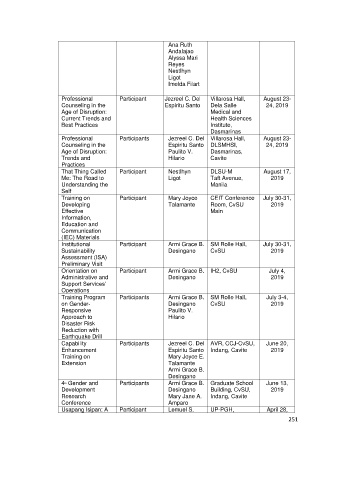 Ana Ruth
Andalajao
Alyssa Mari
Reyes
Nestlhyn
Ligot
Imelda Filart
Professional Participant Jezreel C. Del Villarosa Hall, August 23-
Counseling in the Espiritu Santo Dela Salle 24, 2019
Age of Disruption: Medical and
Current Trends and Health Sciences
Best Practices Institute,
Dasmarinas
Professional Participants Jezreel C. Del Villarosa Hall, August 23-
Counseling in the Espiritu Santo DLSMHSI, 24, 2019
Age of Disruption: Paulito V. Dasmarinas,
Trends and Hilario Cavite
Practices
That Thing Called Participant Nestlhyn DLSU-M August 17,
Me: The Road to Ligot Taft Avenue, 2019
Understanding the Manila
Self
Training on Participant Mary Joyce CEIT Conference July 30-31,
Developing Talamante Room, CvSU 2019
Effective Main
Information,
Education and
Communication
(IEC) Materials
Institutional Participant Armi Grace B. SM Rolle Hall, July 30-31,
Sustainability Desingano CvSU 2019
Assessment (ISA)
Preliminary Visit
Orientation on Participant Armi Grace B. IH2, CvSU July 4,
Administrative and Desingano 2019
Support Services/
Operations
Training Program Participants Armi Grace B. SM Rolle Hall, July 3-4,
on Gender- Desingano CvSU 2019
Responsive Paulito V.
Approach to Hilario
Disaster Risk
Reduction with
Earthquake Drill
Capability Participants Jezreel C. Del AVR, CCJ-CvSU, June 20,
Enhancement Espiritu Santo Indang, Cavite 2019
Training on Mary Joyce E.
Extension Talamante
Armi Grace B.
Desingano
4th Gender and Participants Armi Grace B. Graduate School June 13,
Development Desingano Building, CvSU, 2019
Research Mary Jane A. Indang, Cavite
Conference Amparo
Usapang Isipan: A Participant Lemuel S. UP-PGH, April 28,
251